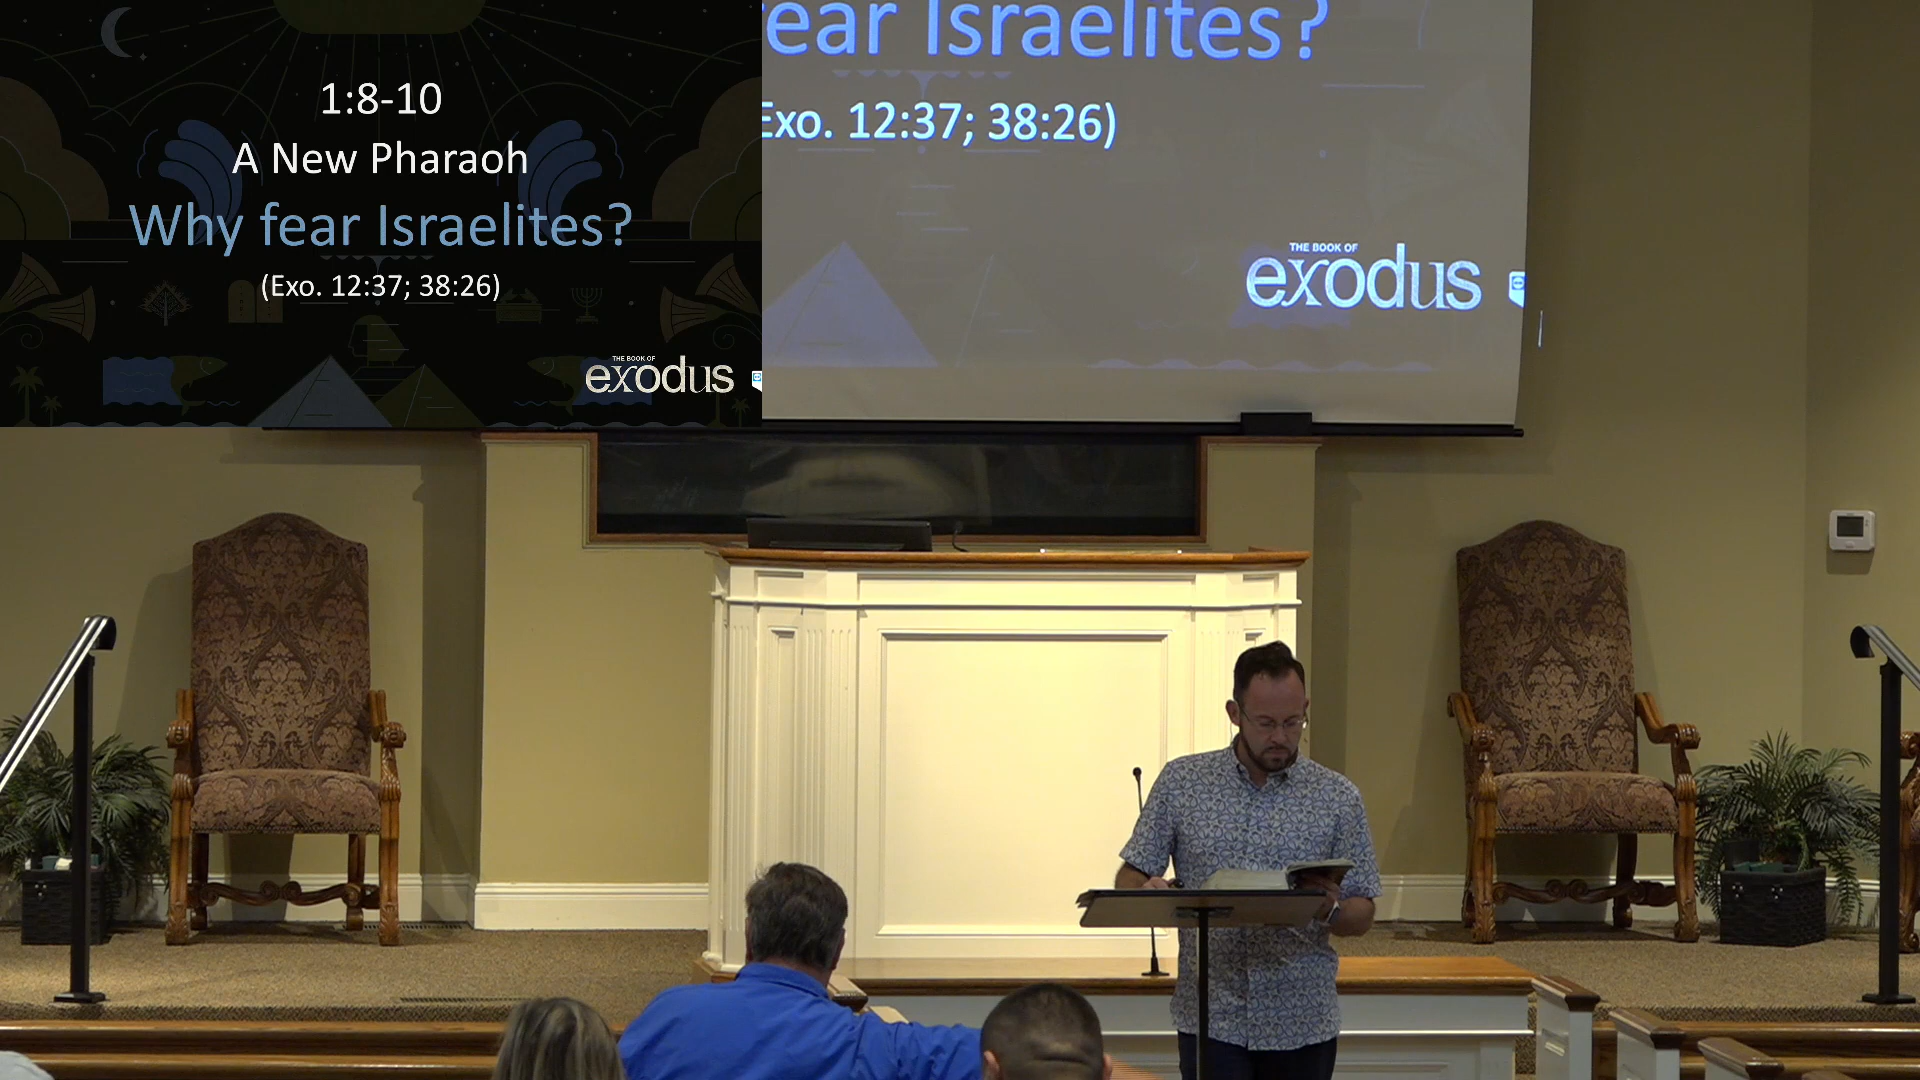 1:8-10
A New Pharaoh
Why fear Israelites?
(Exo. 12:37; 38:26)
THE BOOK OF
exodus
ear Israelites?
Exo. 12:37; 38:26)
THE BOOK OF
exodus